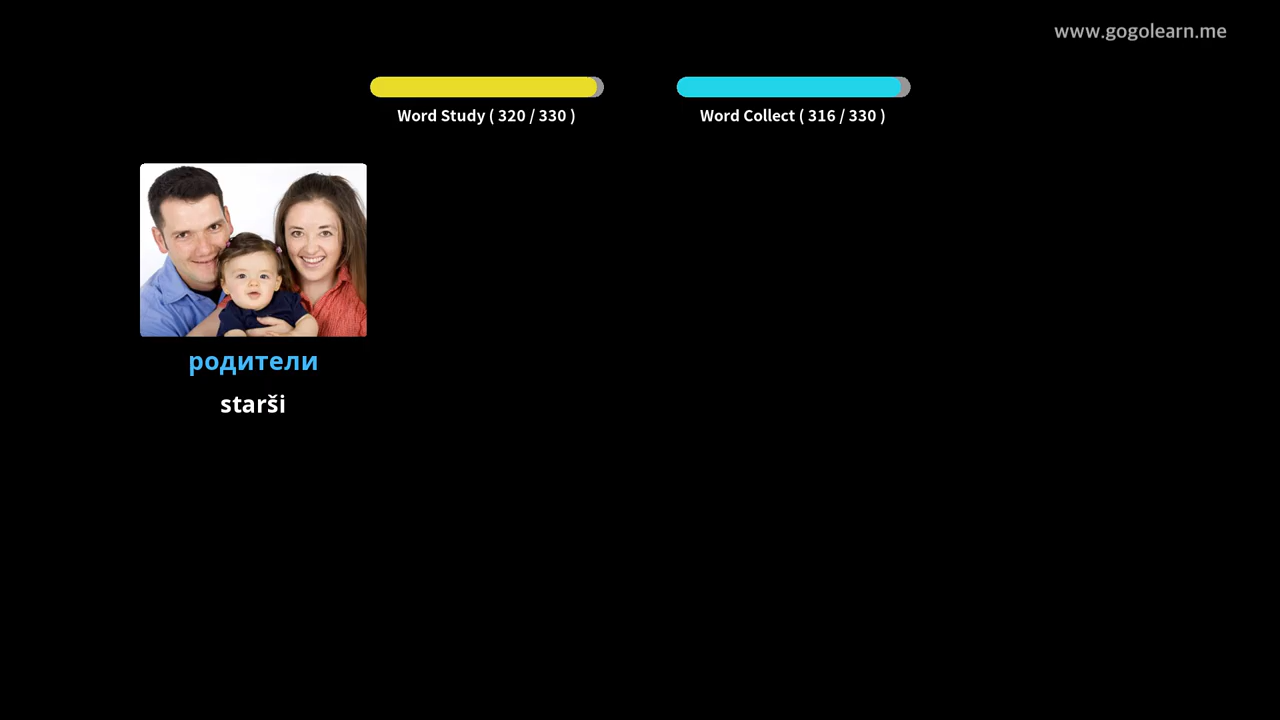 www.gogolearn.me
Word Study ( 320 / 330 )
Word Collect ( 316 / 330 )
родители
starši